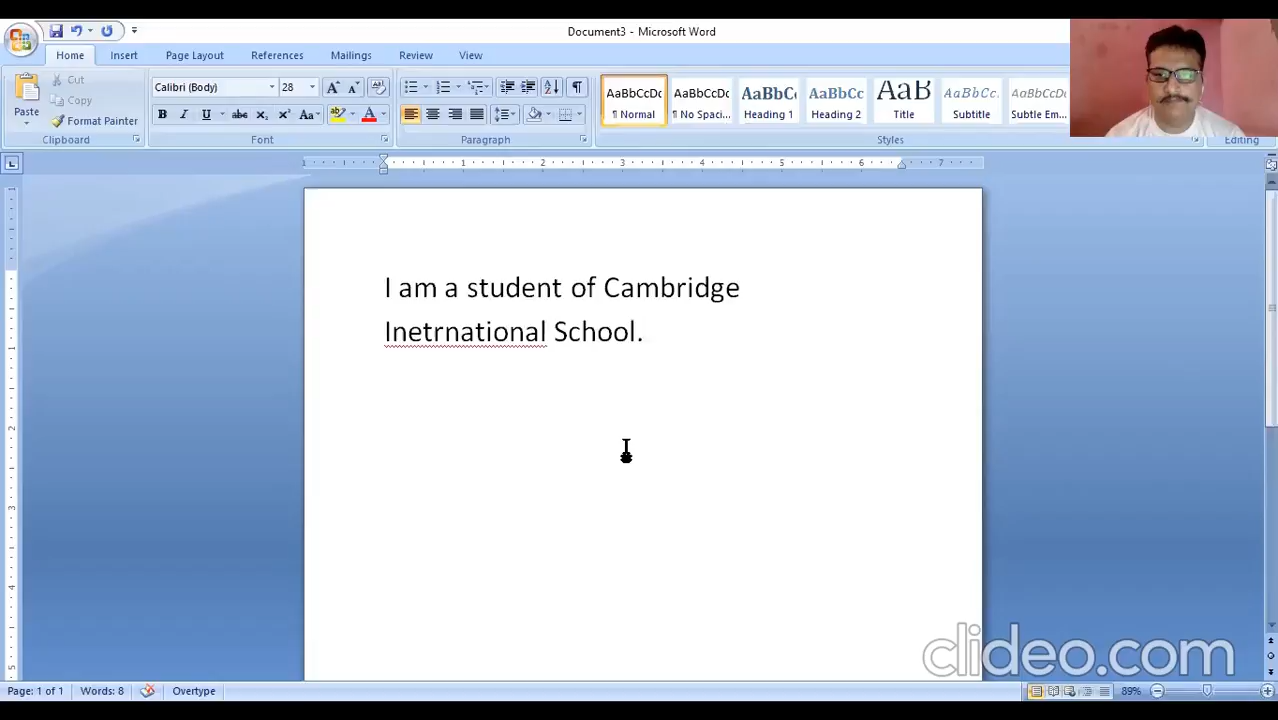 Document3 - Microsoft Word
Home Insert Page Layout References Mailings Review View
Cut
Copy
Paste
Format Painter
Clipboard
Calibri (Body) 28
Font
Paragraph
AaBbCcDc AaBbCcDc AaBbCc AaBbCc AaB AaBbCc. AaBbCcDc
¶ Normal ¶ No Spaci... Heading 1 Heading 2 Title Subtitle Subtle Em...
Styles
Editing
I am a student of Cambridge
Inetrnational School.
clideo.com
Page: 1 of 1 Words: 8 Overtype 89%